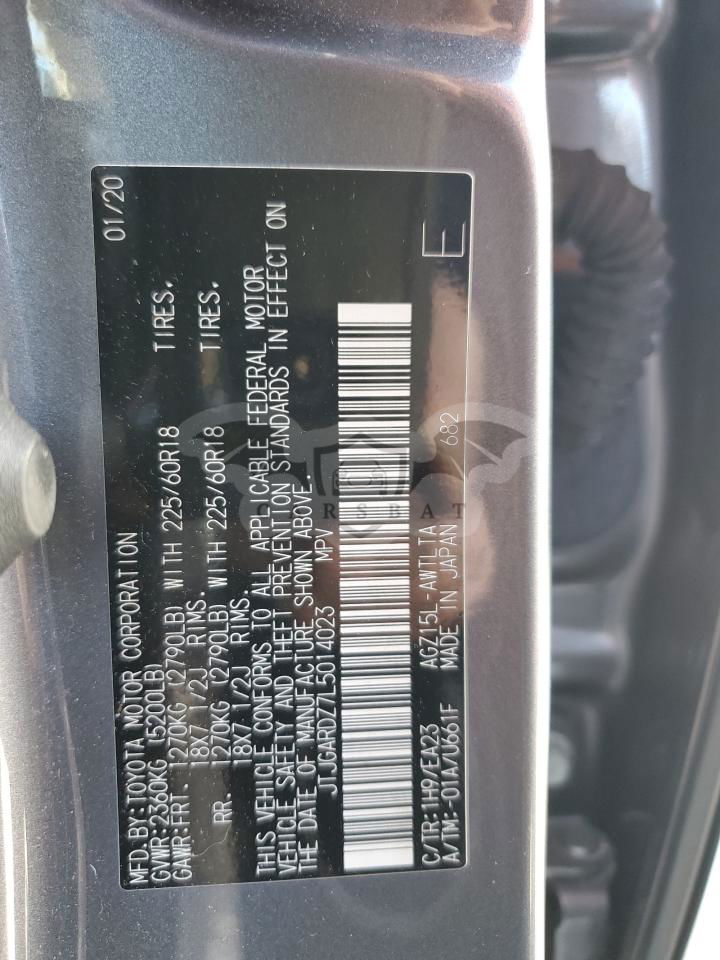 MFD.BY:TOYOTA MOTOR CORPORATION 01/20
GVWR:2360KG (5200LB)
GAWR:FRT. 1270KG (2790LB) WITH 225/60R18 TIRES.
18X7 1/2J RIMS.
RR. 1270KG (2790LB) WITH 225/60R18 TIRES.
18X7 1/2J RIMS.
THIS VEHICLE CONFORMS TO ALL APPLICABLE FEDERAL MOTOR
VEHICLE SAFETY AND THEFT PREVENTION STANDARDS IN EFFECT ON
THE DATE OF MANUFACTURE SHOWN ABOVE.
JTJGARDZ7L5014023 MPV
CARSBAT
C/TR:1H9/EA23 AGZ15L-AWTLTA
A/TM:-01A/U661F MADE IN JAPAN 682
E